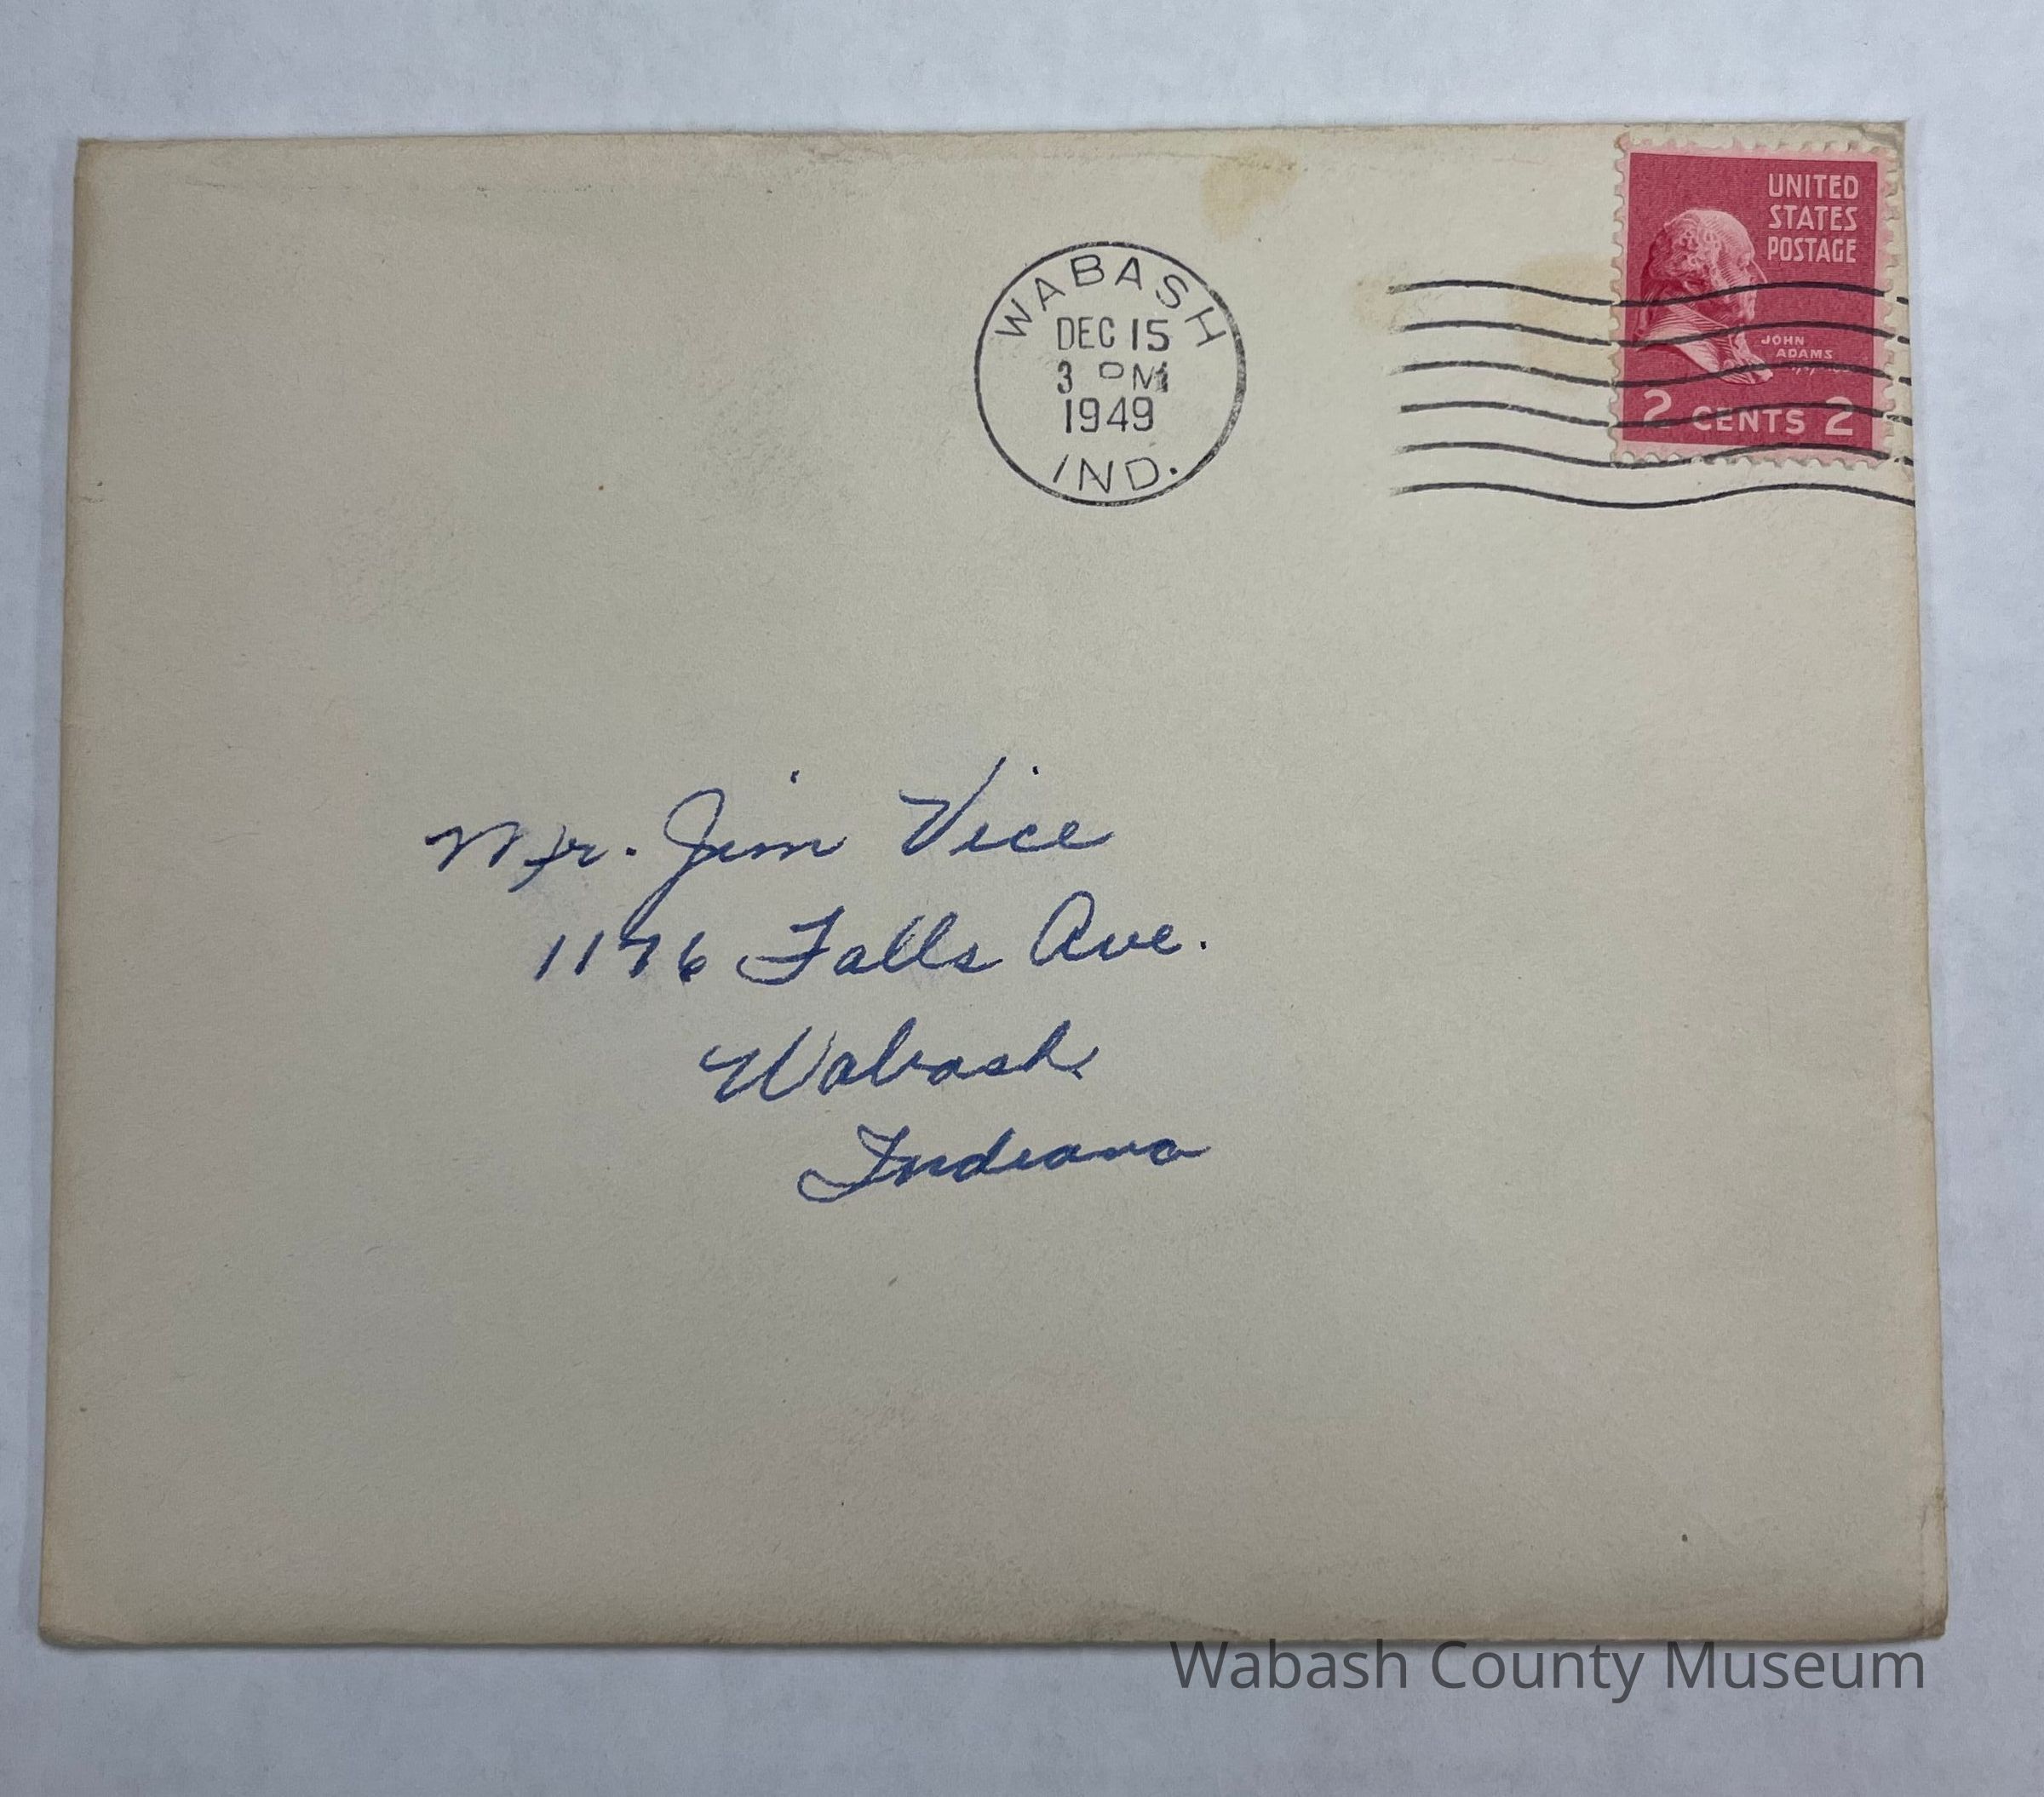 WABASH
DEC 15
3 PM
1949
IND.
UNITED
STATES
POSTAGE
JOHN
ADAMS
2 CENTS 2
Mr. Jim Vice
1176 Falls Ave.
Wabash
Indiana
Wabash County Museum